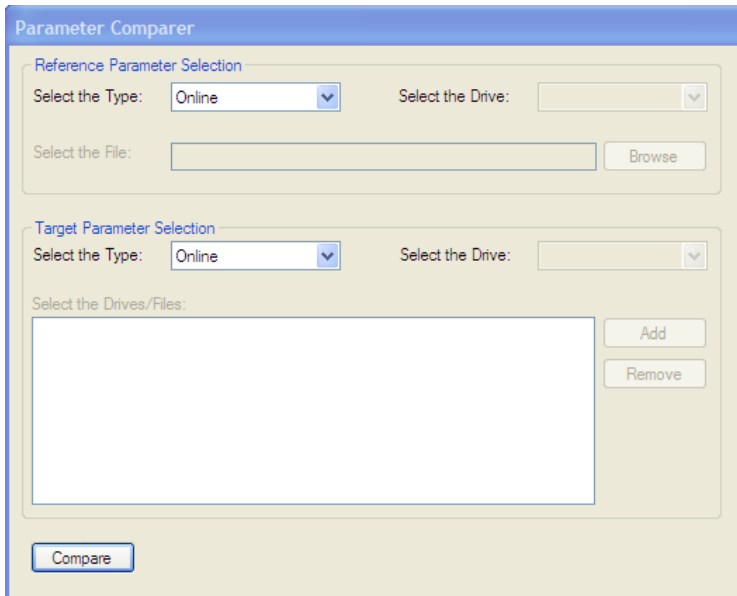 Parameter Comparer
Reference Parameter Selection
Select the Type: Online Select the Drive:
Select the File: Browse
Target Parameter Selection
Select the Type: Online Select the Drive:
Select the Drives/Files:
Add
Remove
Compare